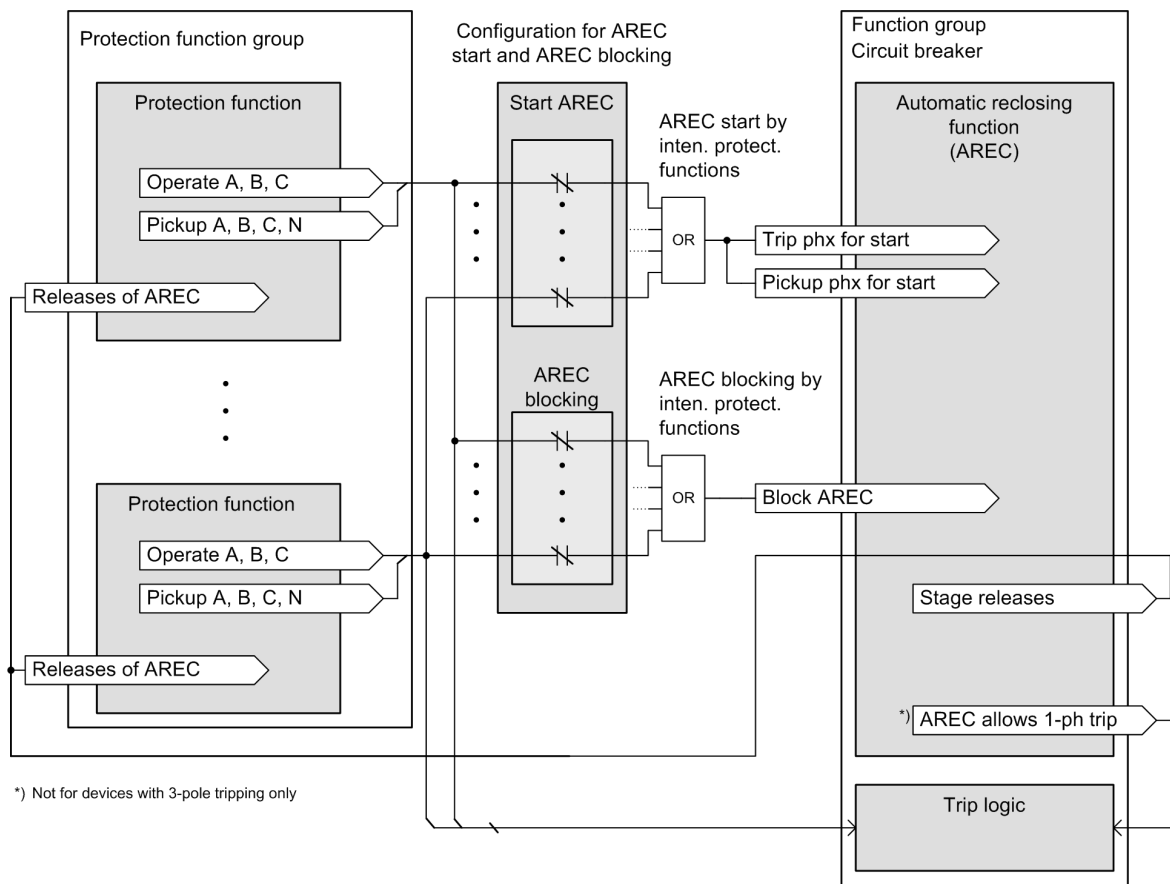 Protection function group
Protection function
Operate A, B, C
Pickup A, B, C, N
Releases of AREC
Protection function
Operate A, B, C
Pickup A, B, C, N
Releases of AREC
*) Not for devices with 3-pole tripping only
Configuration for AREC
start and AREC blocking
Start AREC
AREC
blocking
AREC start by
inten. protect.
functions
OR
AREC blocking by
inten. protect.
functions
OR
Function group
Circuit breaker
Automatic reclosing
function
(AREC)
Trip phx for start
Pickup phx for start
Block AREC
Stage releases
*) AREC allows 1-ph trip
Trip logic